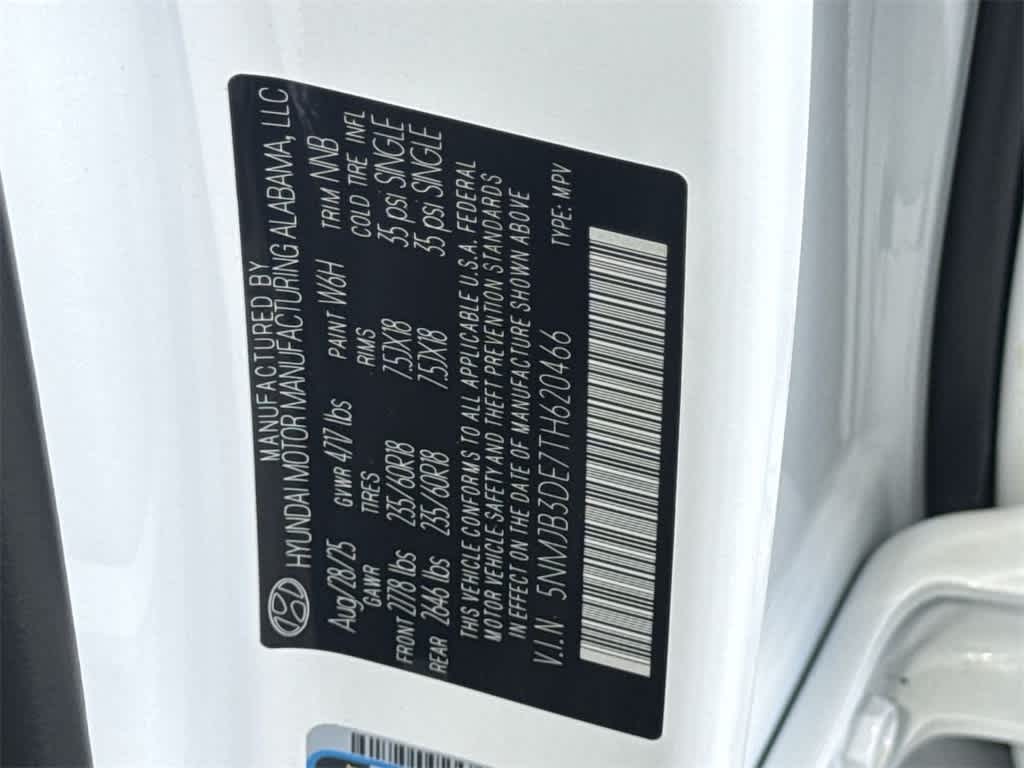 MANUFACTURED BY
HYUNDAI MOTOR MANUFACTURING ALABAMA, LLC
Aug/28/25 GVWR 4717 lbs PAINT W6H TRIM NNB
GAWR TIRES RIMS COLD TIRE INFL
FRONT 2778 lbs 235/60R18 7.5JX18 35 psi SINGLE
REAR 2646 lbs 235/60R18 7.5JX18 35 psi SINGLE
THIS VEHICLE CONFORMS TO ALL APPLICABLE U.S.A. FEDERAL
MOTOR VEHICLE SAFETY AND THEFT PREVENTION STANDARDS
IN EFFECT ON THE DATE OF MANUFACTURE SHOWN ABOVE
V.I.N: 5NMJB3DE7TH620466 TYPE: MPV